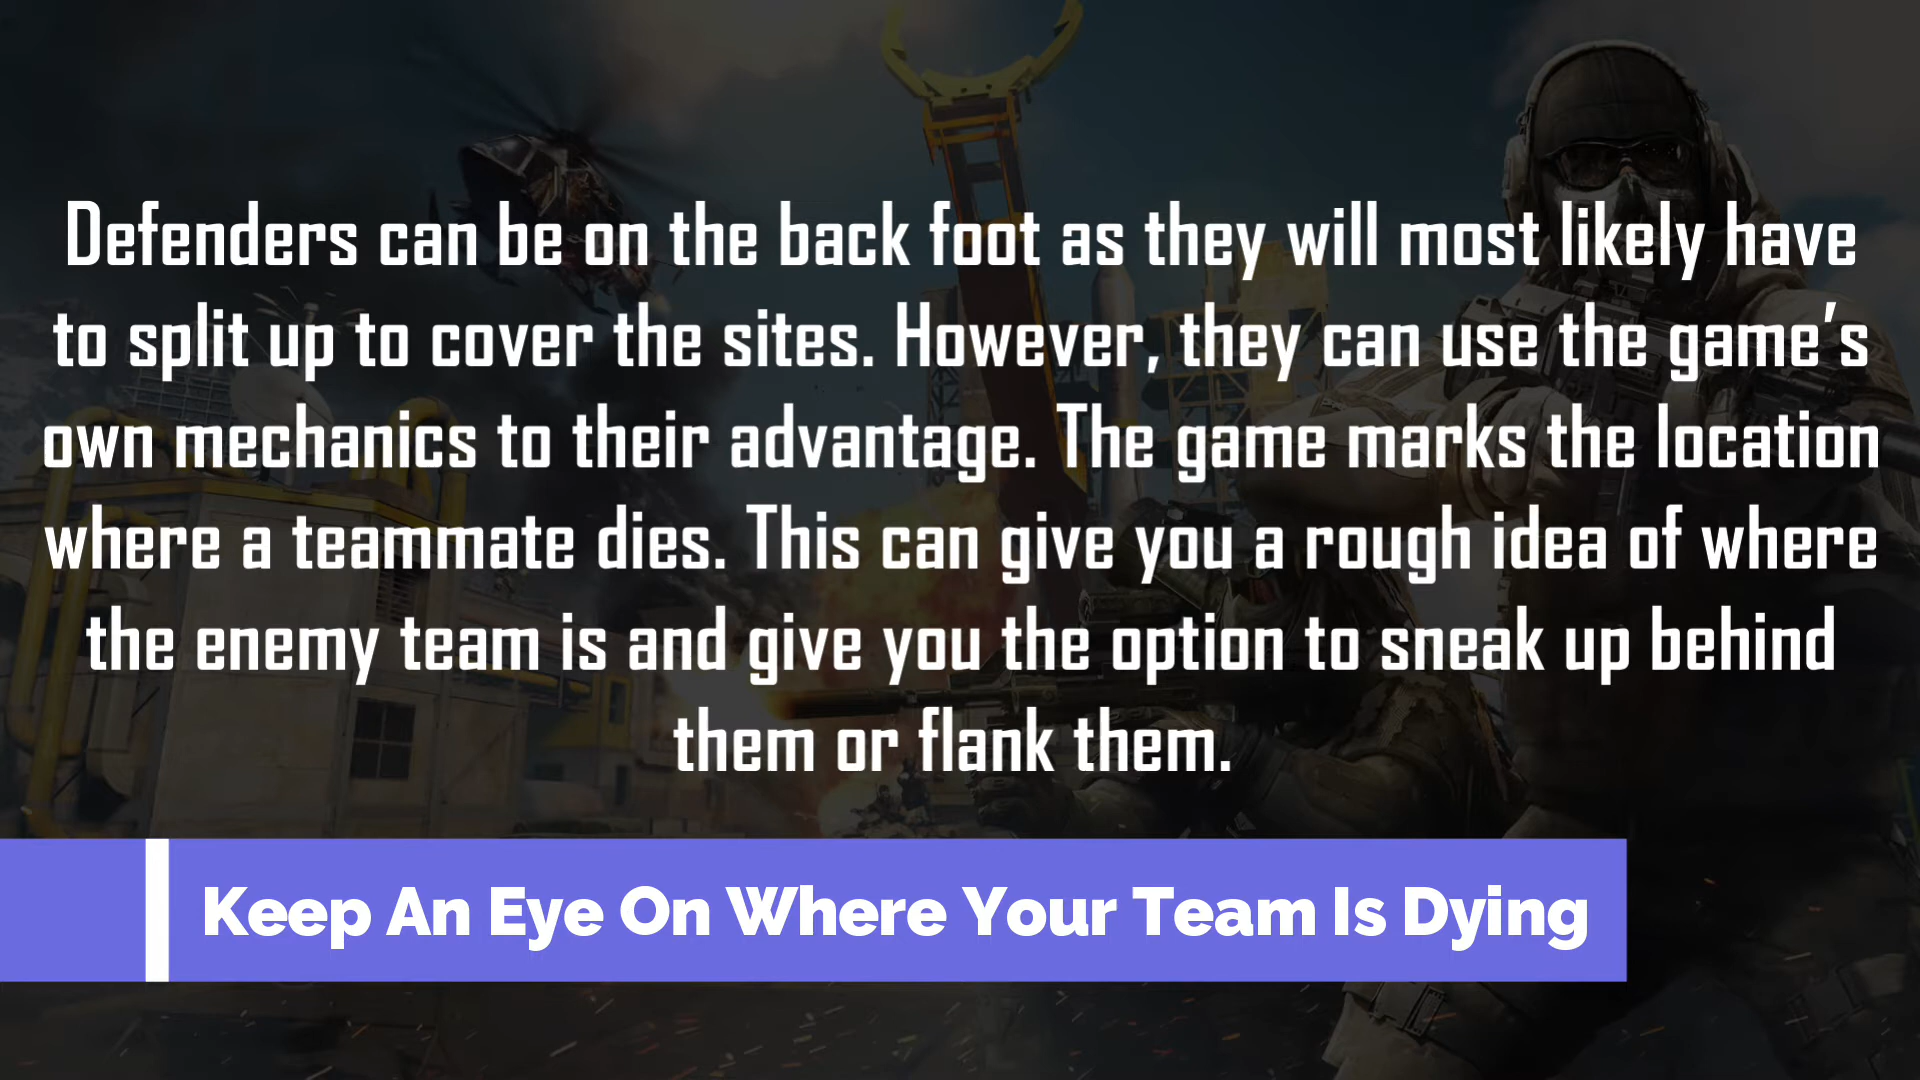 Defenders can be on the back foot as they will most likely have
to split up to cover the sites. However, they can use the game’s
own mechanics to their advantage. The game marks the location
where a teammate dies. This can give you a rough idea of where
the enemy team is and give you the option to sneak up behind
them or flank them.
Keep An Eye On Where Your Team Is Dying